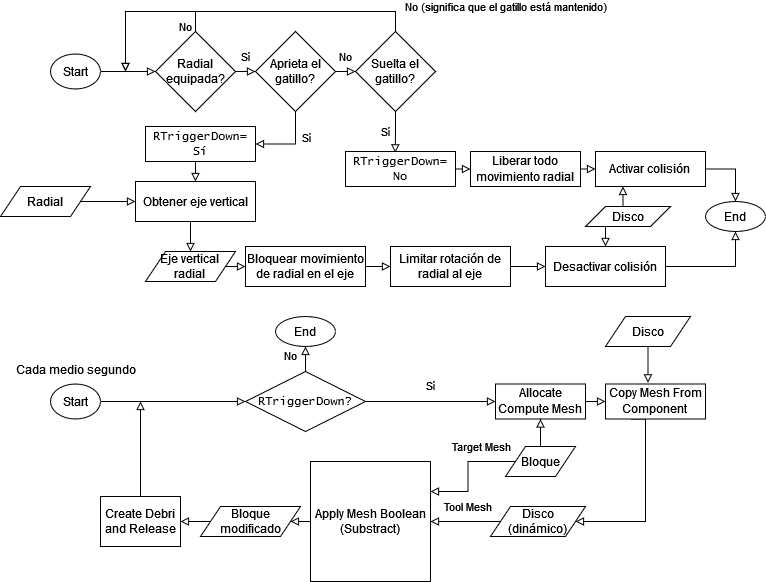 No (significa que el gatillo está mantenido)
No
Start
Radial
equipada?
Sí
Aprieta el
gatillo?
No
Suelta el
gatillo?
Sí
Sí
RTriggerDown=
Sí
RTriggerDown=
No
Liberar todo
movimiento radial
Activar colisión
Radial
Obtener eje vertical
Disco
End
Eje vertical
radial
Bloquear movimiento
de radial en el eje
Limitar rotación de
radial al eje
Desactivar colisión
End
Disco
No
Cada medio segundo
Start
RTriggerDown?
Sí
Allocate
Compute Mesh
Copy Mesh From
Component
Target Mesh
Bloque
Create Debri
and Release
Bloque
modificado
Apply Mesh Boolean
(Substract)
Tool Mesh
Disco
(dinámico)